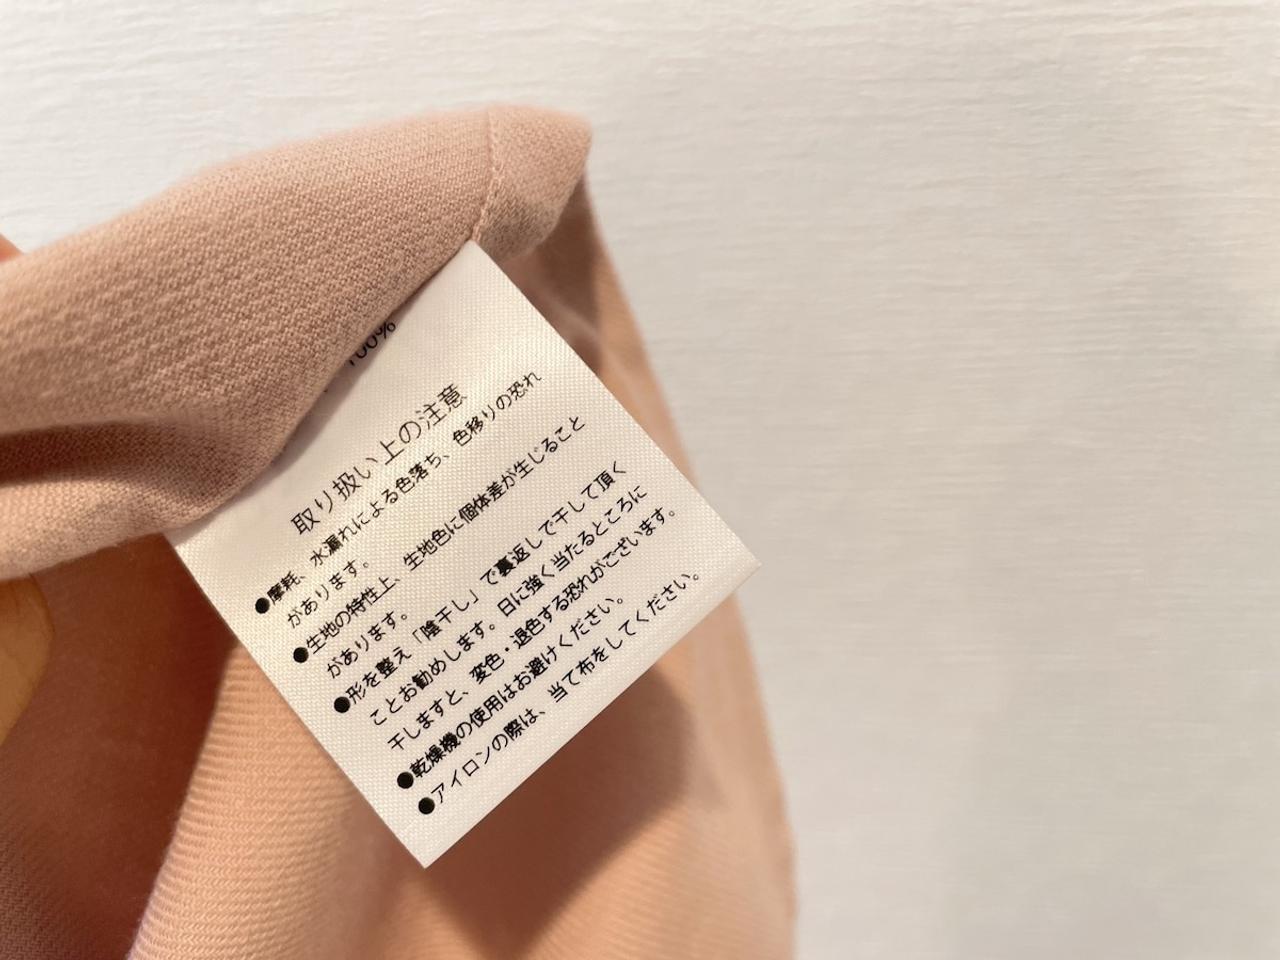 100%
取り扱い上の注意
●摩耗、水漏れによる色落ち、色移りの恐れ
があります。
●生地の特性上、生地色に個体差が生じること
があります。
●形を整え「陰干し」で裏返しで干して頂く
ことお勧めします。日に強く当たるところに
干しますと、変色・退色する恐れがございます。
●乾燥機の使用はお避けください。
●アイロンの際は、当て布をしてください。